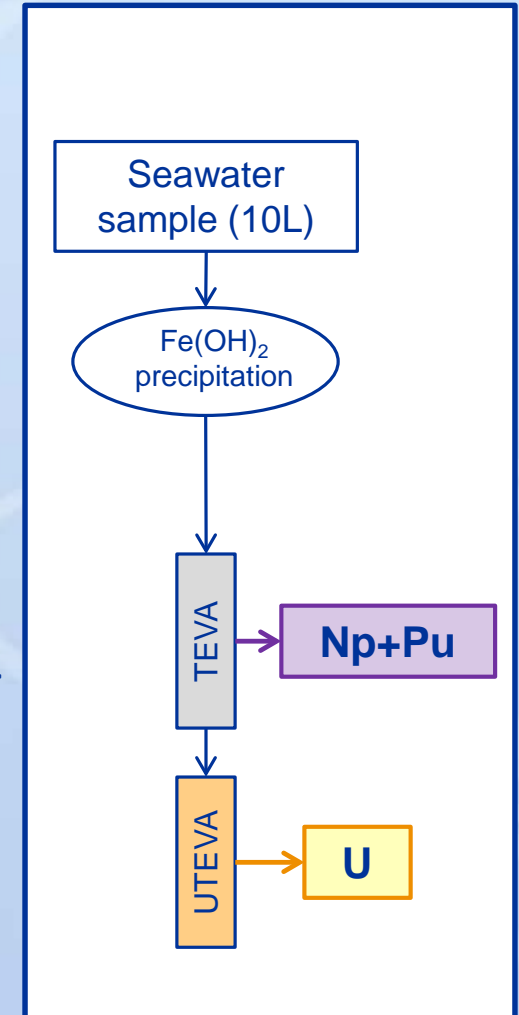 Seawater
sample (10L)
Fe(OH)₂
precipitation
TEVA
Np+Pu
UTEVA
U